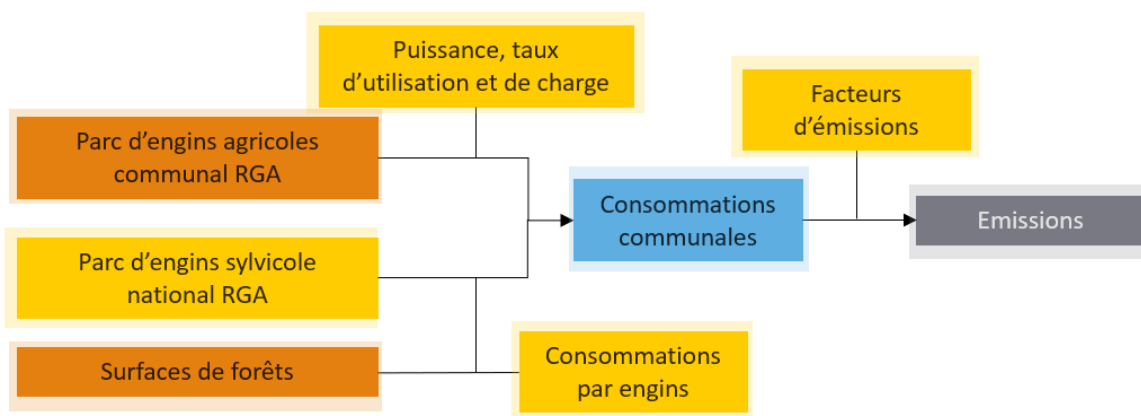 Puissance, taux
d'utilisation et de charge
Facteurs
d'émissions
Parc d'engins agricoles
communal RGA
Consommations
communales
Emissions
Parc d'engins sylvicole
national RGA
Surfaces de forêts
Consommations
par engins